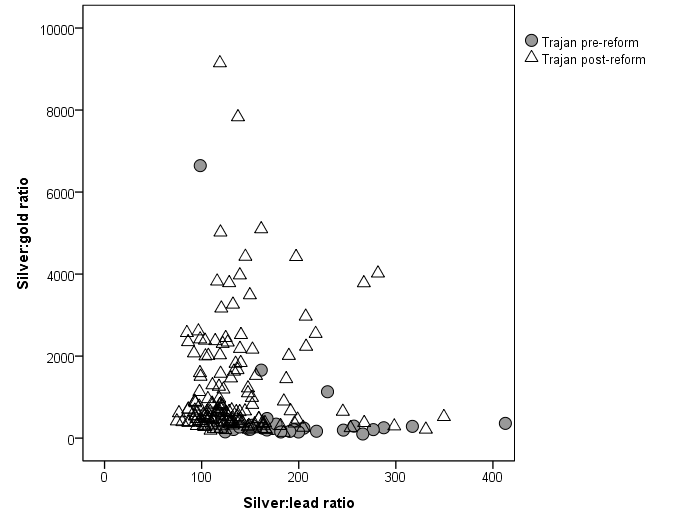 10000
8000
6000
4000
2000
0
Silver:gold ratio
0 100 200 300 400
Silver:lead ratio
Trajan pre-reform
Trajan post-reform